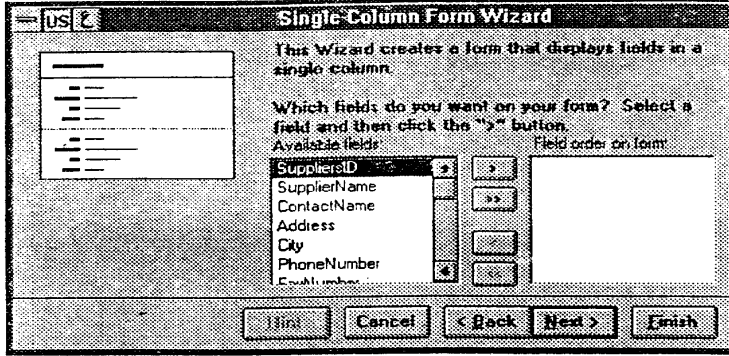 US
Single-Column Form Wizard
This Wizard creates a form that displays fields in a
single column.
Which fields do you want on your form? Select a
field and then click the ">" button.
Available fields:
Field order on form:
SuppliersID
>
SupplierName
>>
ContactName
Address
City
<
PhoneNumber
<<
FaxNumber
Hint
Cancel
< Back
Next >
Finish